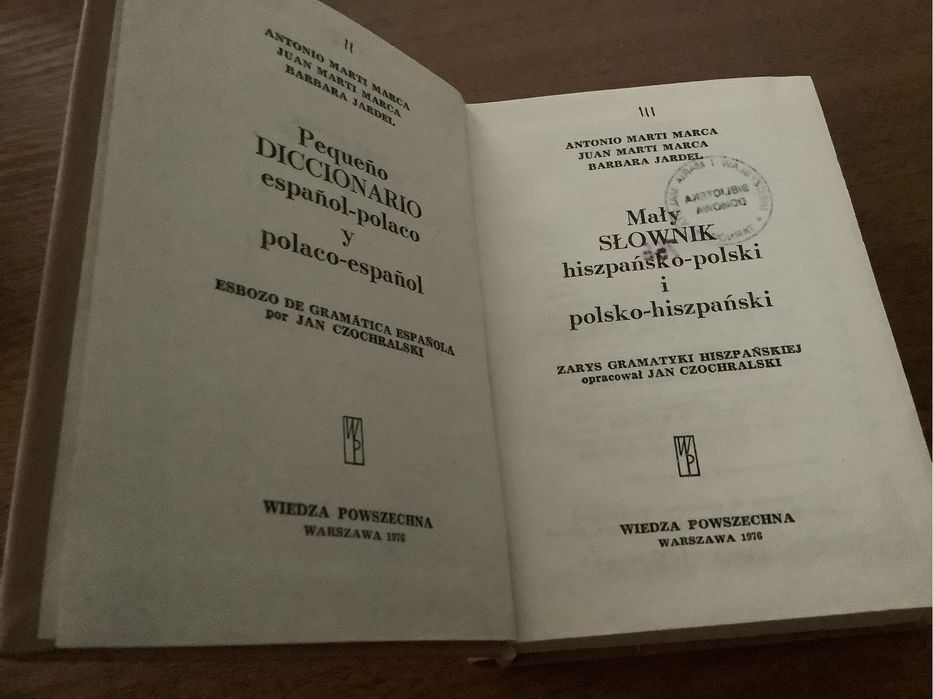 II
ANTONIO MARTI MARCA
JUAN MARTI MARCA
BARBARA JARDEL
Pequeño
DICCIONARIO
español-polaco
y
polaco-español
ESBOZO DE GRAMÁTICA ESPAÑOLA
por JAN CZOCHRALSKI
WP
WIEDZA POWSZECHNA
WARSZAWA 1976
III
ANTONIO MARTI MARCA
JUAN MARTI MARCA
BARBARA JARDEL
Mały
SŁOWNIK
hiszpańsko-polski
i
polsko-hiszpański
ZARYS GRAMATYKI HISZPAŃSKIEJ
opracował JAN CZOCHRALSKI
WP
WIEDZA POWSZECHNA
WARSZAWA 1976